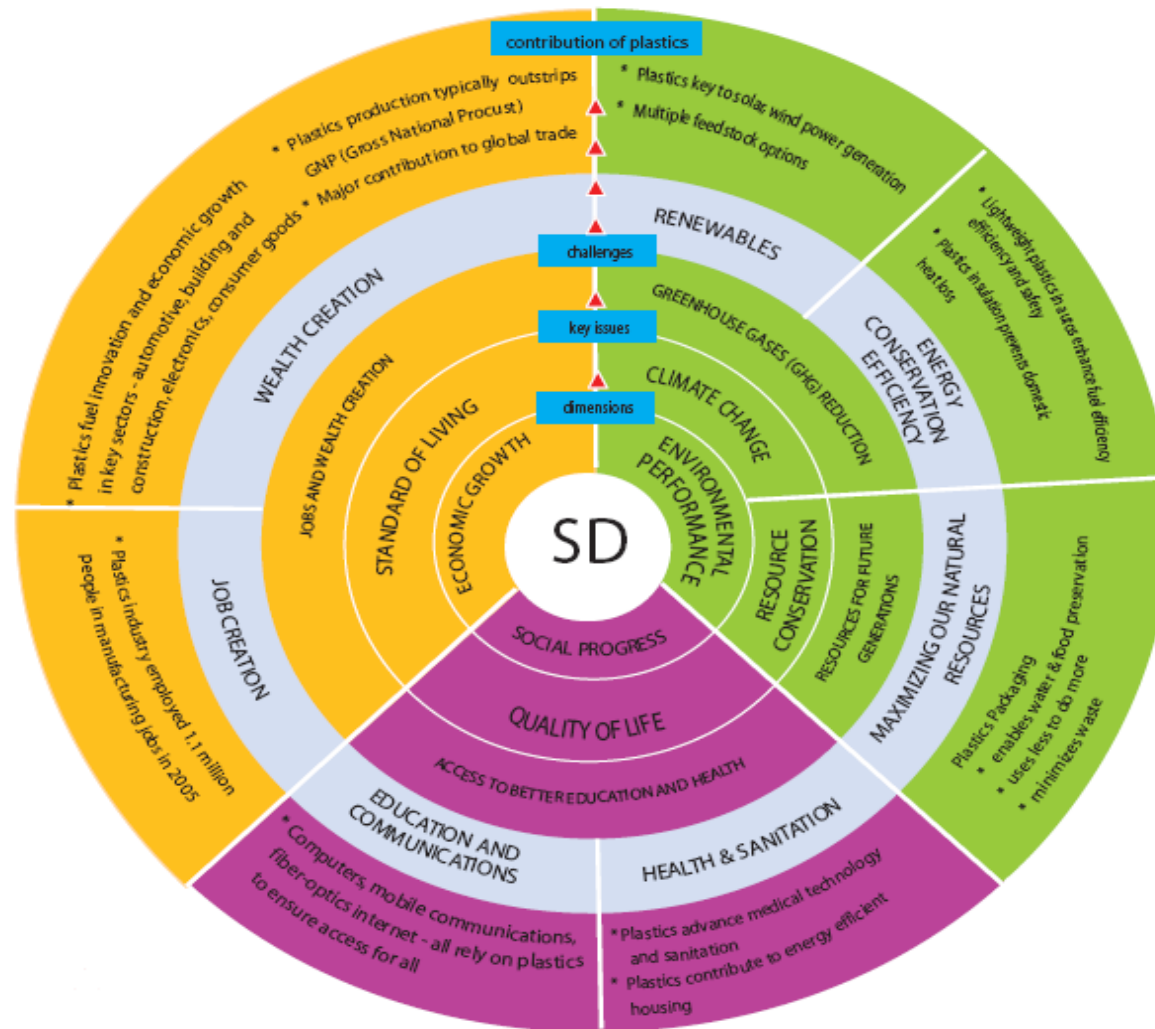 contribution of plastics
* Plastics production typically outstrips
GNP (Gross National Procust)
* Major contribution to global trade
* Plastics fuel innovation and economic growth
in key sectors - automotive, building and
construction, electronics, consumer goods
* Plastics key to solar, wind power generation
* Multiple feedstock options
* Lightweight plastics in autos enhance fuel efficiency
efficiency and safety
* Plastics insulation prevents domestic
heat loss
WEALTH CREATION
RENEWABLES
challenges
ENERGY
CONSERVATION
EFFICIENCY
JOBS AND WEALTH CREATION
GREENHOUSE GASES (GHG) REDUCTION
key issues
STANDARD OF LIVING
CLIMATE CHANGE
dimensions
ECONOMIC GROWTH
ENVIRONMENTAL
PERFORMANCE
SD
RESOURCE
CONSERVATION
RESOURCES FOR FUTURE
GENERATIONS
MAXIMIZING OUR NATURAL
RESOURCES
Plastics Packaging
* enables water & food preservation
* uses less to do more
* minimizes waste
JOB CREATION
* Plastics industry employed 1.1 million
people in manufacturing jobs in 2005
SOCIAL PROGRESS
QUALITY OF LIFE
ACCESS TO BETTER EDUCATION AND HEALTH
EDUCATION AND
COMMUNICATIONS
HEALTH & SANITATION
* Computers, mobile communications,
fiber-optics internet - all rely on plastics
to ensure access for all
* Plastics advance medical technology
and sanitation
* Plastics contribute to energy efficient
housing